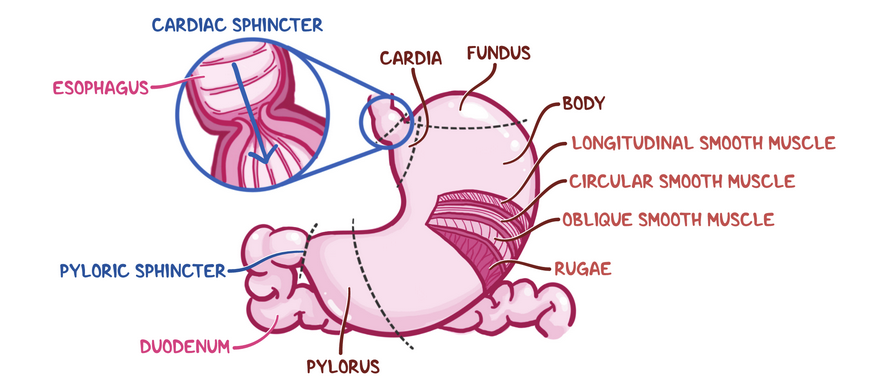 CARDIAC SPHINCTER
ESOPHAGUS
CARDIA
FUNDUS
BODY
LONGITUDINAL SMOOTH MUSCLE
CIRCULAR SMOOTH MUSCLE
OBLIQUE SMOOTH MUSCLE
RUGAE
PYLORIC SPHINCTER
DUODENUM
PYLORUS